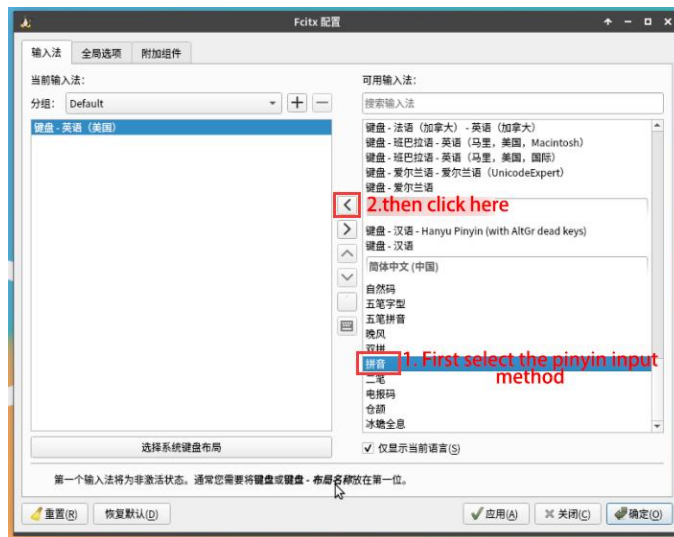 Fcitx 配置
输入法 全局选项 附加组件
当前输入法:
分组: Default
键盘 - 英语（美国）
选择系统键盘布局
可用输入法:
搜索输入法
键盘 - 法语（加拿大） - 英语（加拿大）
键盘 - 班巴拉语 - 英语（马里，美国，Macintosh）
键盘 - 班巴拉语 - 英语（马里，美国，国际）
键盘 - 爱尔兰语 - 爱尔兰语（UnicodeExpert）
键盘 - 爱尔兰语
2.then click here
键盘 - 汉语 - Hanyu Pinyin (with AltGr dead keys)
键盘 - 汉语
简体中文 (中国)
自然码
五笔字型
五笔拼音
晚风
双拼
拼音
1. First select the pinyin input
method
二笔
电报码
仓颉
冰蟾全息
仅显示当前语言(S)
第一个输入法将为非激活状态。通常您需要将键盘或键盘 - 布局名称放在第一位。
重置(R) 恢复默认(D) 应用(A) 关闭(C) 确定(O)